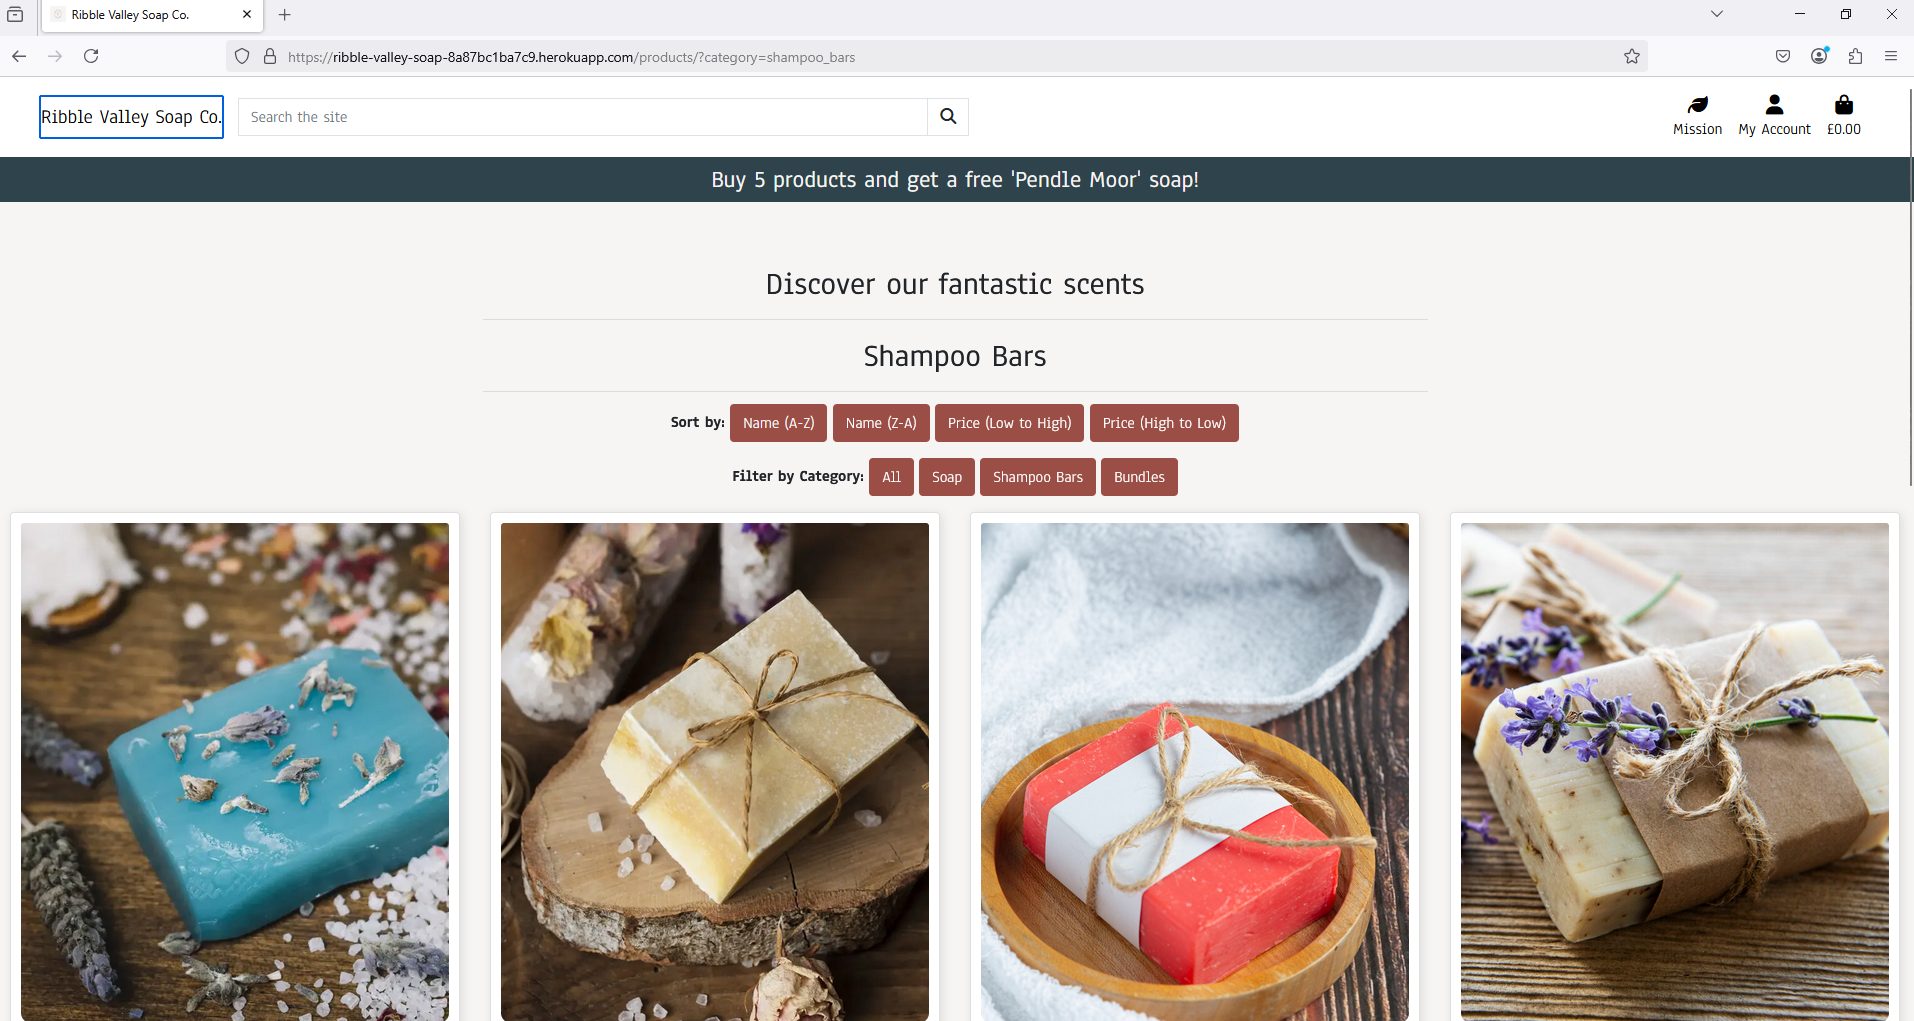 Ribble Valley Soap Co.
https://ribble-valley-soap-8a87bc1ba7c9.herokuapp.com/products/?category=shampoo_bars
Ribble Valley Soap Co.
Search the site
Mission
My Account
£0.00
Buy 5 products and get a free 'Pendle Moor' soap!
Discover our fantastic scents
Shampoo Bars
Sort by: Name (A-Z) Name (Z-A) Price (Low to High) Price (High to Low)
Filter by Category: All Soap Shampoo Bars Bundles